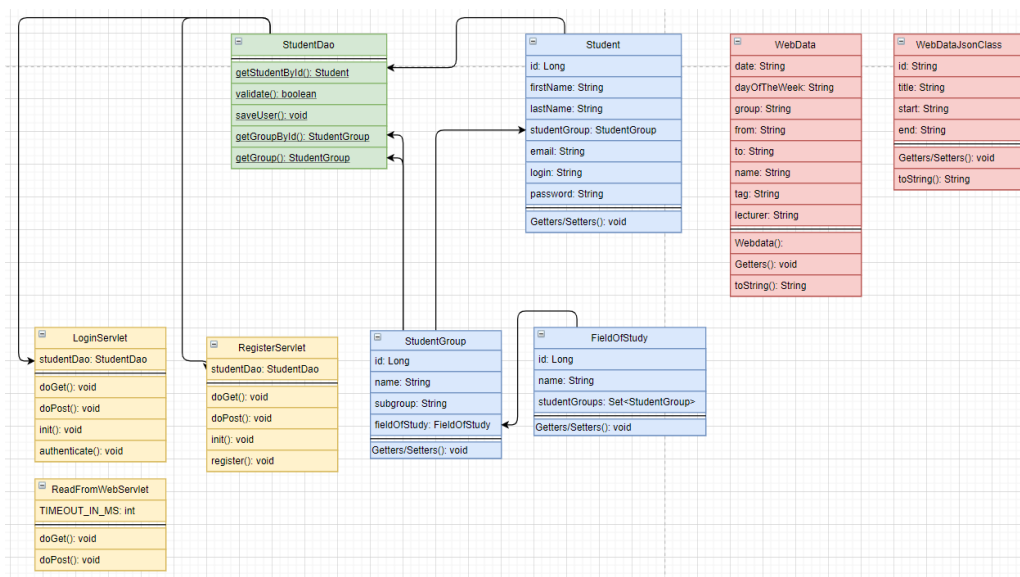 StudentDao
getStudentById(): Student
validate(): boolean
saveUser(): void
getGroupById(): StudentGroup
getGroup(): StudentGroup
Student
id: Long
firstName: String
lastName: String
studentGroup: StudentGroup
email: String
login: String
password: String
Getters/Setters(): void
WebData
date: String
dayOfTheWeek: String
group: String
from: String
to: String
name: String
tag: String
lecturer: String
Webdata():
Getters(): void
toString(): String
WebDataJsonClass
id: String
title: String
start: String
end: String
Getters/Setters(): void
toString(): String
LoginServlet
studentDao: StudentDao
doGet(): void
doPost(): void
init(): void
authenticate(): void
RegisterServlet
studentDao: StudentDao
doGet(): void
doPost(): void
init(): void
register(): void
StudentGroup
id: Long
name: String
subgroup: String
fieldOfStudy: FieldOfStudy
Getters/Setters(): void
FieldOfStudy
id: Long
name: String
studentGroups: Set<StudentGroup>
Getters/Setters(): void
ReadFromWebServlet
TIMEOUT_IN_MS: int
doGet(): void
doPost(): void